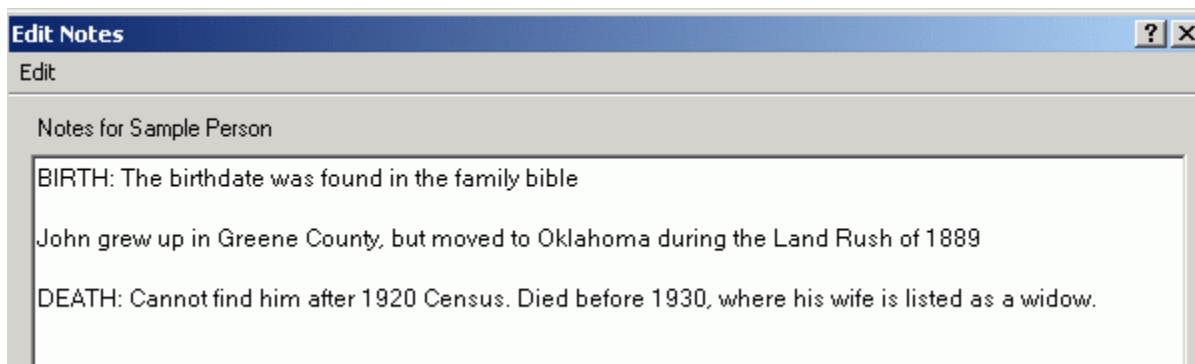 Edit Notes
Edit
Notes for Sample Person
BIRTH: The birthdate was found in the family bible
John grew up in Greene County, but moved to Oklahoma during the Land Rush of 1889
DEATH: Cannot find him after 1920 Census. Died before 1930, where his wife is listed as a widow.